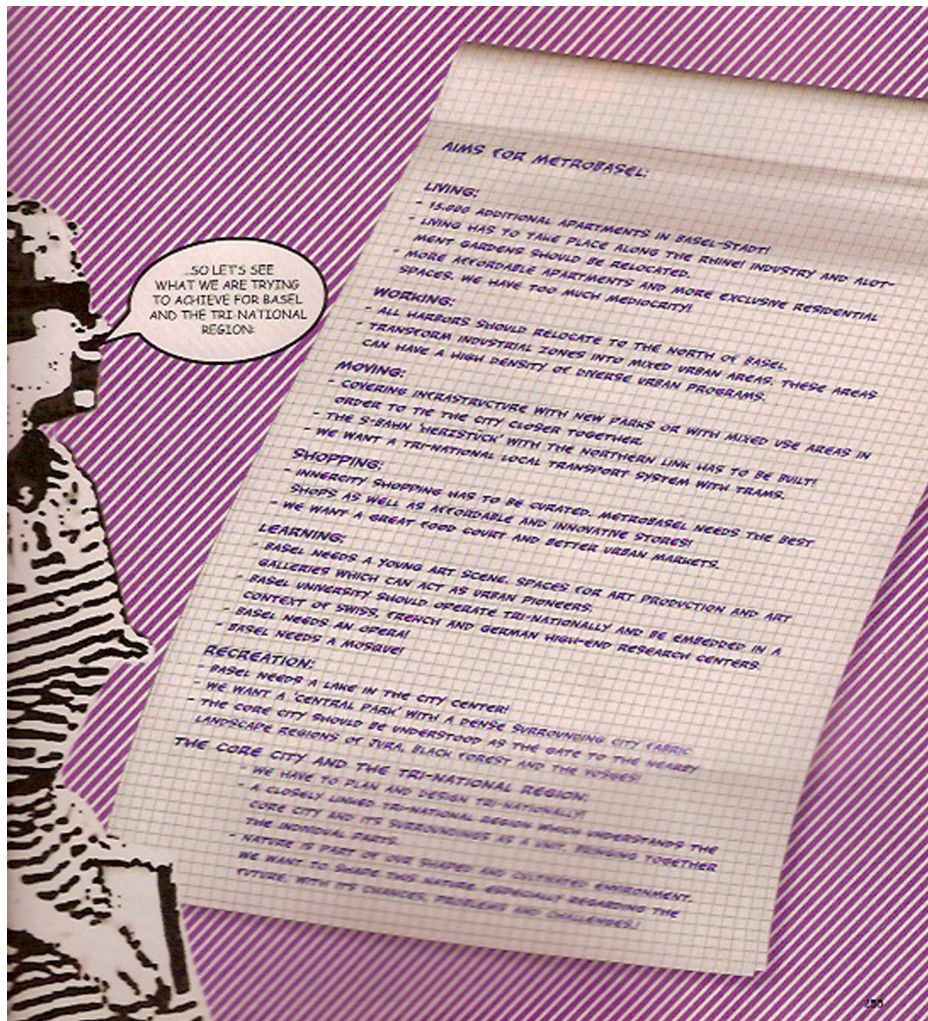 ...SO LET'S SEE
WHAT WE ARE TRYING
TO ACHIEVE FOR BASEL
AND THE TRI-NATIONAL
REGION:
AIMS FOR METROBASEL:
LIVING:
- 15.000 ADDITIONAL APARTMENTS IN BASEL-STADT!
- LIVING HAS TO TAKE PLACE ALONG THE RHINE! INDUSTRY AND ALOT-
MENT GARDENS SHOULD BE RELOCATED.
- MORE AFFORDABLE APARTMENTS AND MORE EXCLUSIVE RESIDENTIAL
SPACES. WE HAVE TOO MUCH MEDIOCRITY!
WORKING:
- ALL HARBORS SHOULD RELOCATE TO THE NORTH OF BASEL.
- TRANSFORM INDUSTRIAL ZONES INTO MIXED URBAN AREAS. THESE AREAS
CAN HAVE A HIGH DENSITY OF DIVERSE URBAN PROGRAMS.
MOVING:
- COVERING INFRASTRUCTURE WITH NEW PARKS OR WITH MIXED USE AREAS IN
ORDER TO TIE THE CITY CLOSER TOGETHER.
- THE S-BAHN 'HERZSTÜCK' WITH THE NORTHERN LINK HAS TO BE BUILT!
- WE WANT A TRI-NATIONAL LOCAL TRANSPORT SYSTEM WITH TRAMS.
SHOPPING:
- INNERCITY SHOPPING HAS TO BE CURATED. METROBASEL NEEDS THE BEST
SHOPS AS WELL AS AFFORDABLE AND INNOVATIVE STORES!
- WE WANT A GREAT FOOD COURT AND BETTER URBAN MARKETS.
LEARNING:
- BASEL NEEDS A YOUNG ART SCENE. SPACES FOR ART PRODUCTION AND ART
GALLERIES WHICH CAN ACT AS URBAN PIONEERS.
- BASEL UNIVERSITY SHOULD OPERATE TRI-NATIONALLY AND BE EMBEDDED IN A
CONTEXT OF SWISS, FRENCH AND GERMAN HIGH-END RESEARCH CENTERS.
- BASEL NEEDS AN OPERA!
- BASEL NEEDS A MOSQUE!
RECREATION:
- BASEL NEEDS A LAKE IN THE CITY CENTER!
- WE WANT A 'CENTRAL PARK' WITH A DENSE SURROUNDING CITY FABRIC
- THE CORE CITY SHOULD BE UNDERSTOOD AS THE GATE TO THE NEARBY
LANDSCAPE REGIONS OF JURA, BLACK FOREST AND THE VOSGES!
THE CORE CITY AND THE TRI-NATIONAL REGION:
- WE HAVE TO PLAN AND DESIGN TRI-NATIONALLY!
- A CLOSELY LINKED TRI-NATIONAL REGION WHICH UNDERSTANDS THE
CORE CITY AND ITS SURROUNDINGS AS A UNIT, BRINGING TOGETHER
THE INDIVIDUAL PARTS.
- NATURE IS PART OF OUR SHAPED AND CULTIVATED ENVIRONMENT.
WE WANT TO SHAPE THIS NATURE, ESPECIALLY REGARDING THE
FUTURE, WITH ITS CHANCES, PROBLEMS AND CHALLENGES!